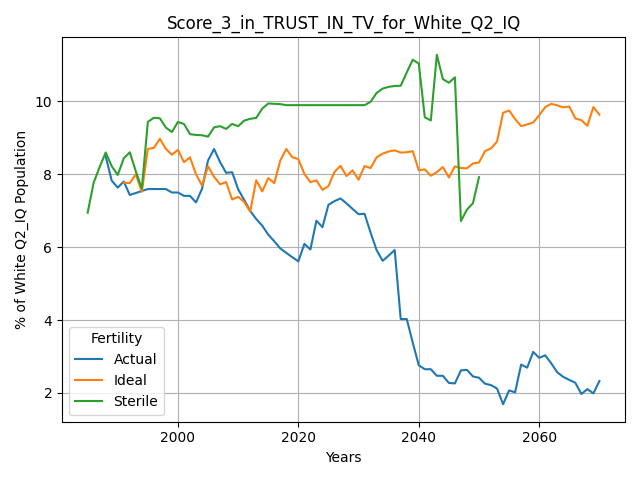 Score_3_in_TRUST_IN_TV_for_White_Q2_IQ
% of White Q2_IQ Population
10
8
6
4
2
Fertility
Actual
Ideal
Sterile
2000
2020
2040
2060
Years